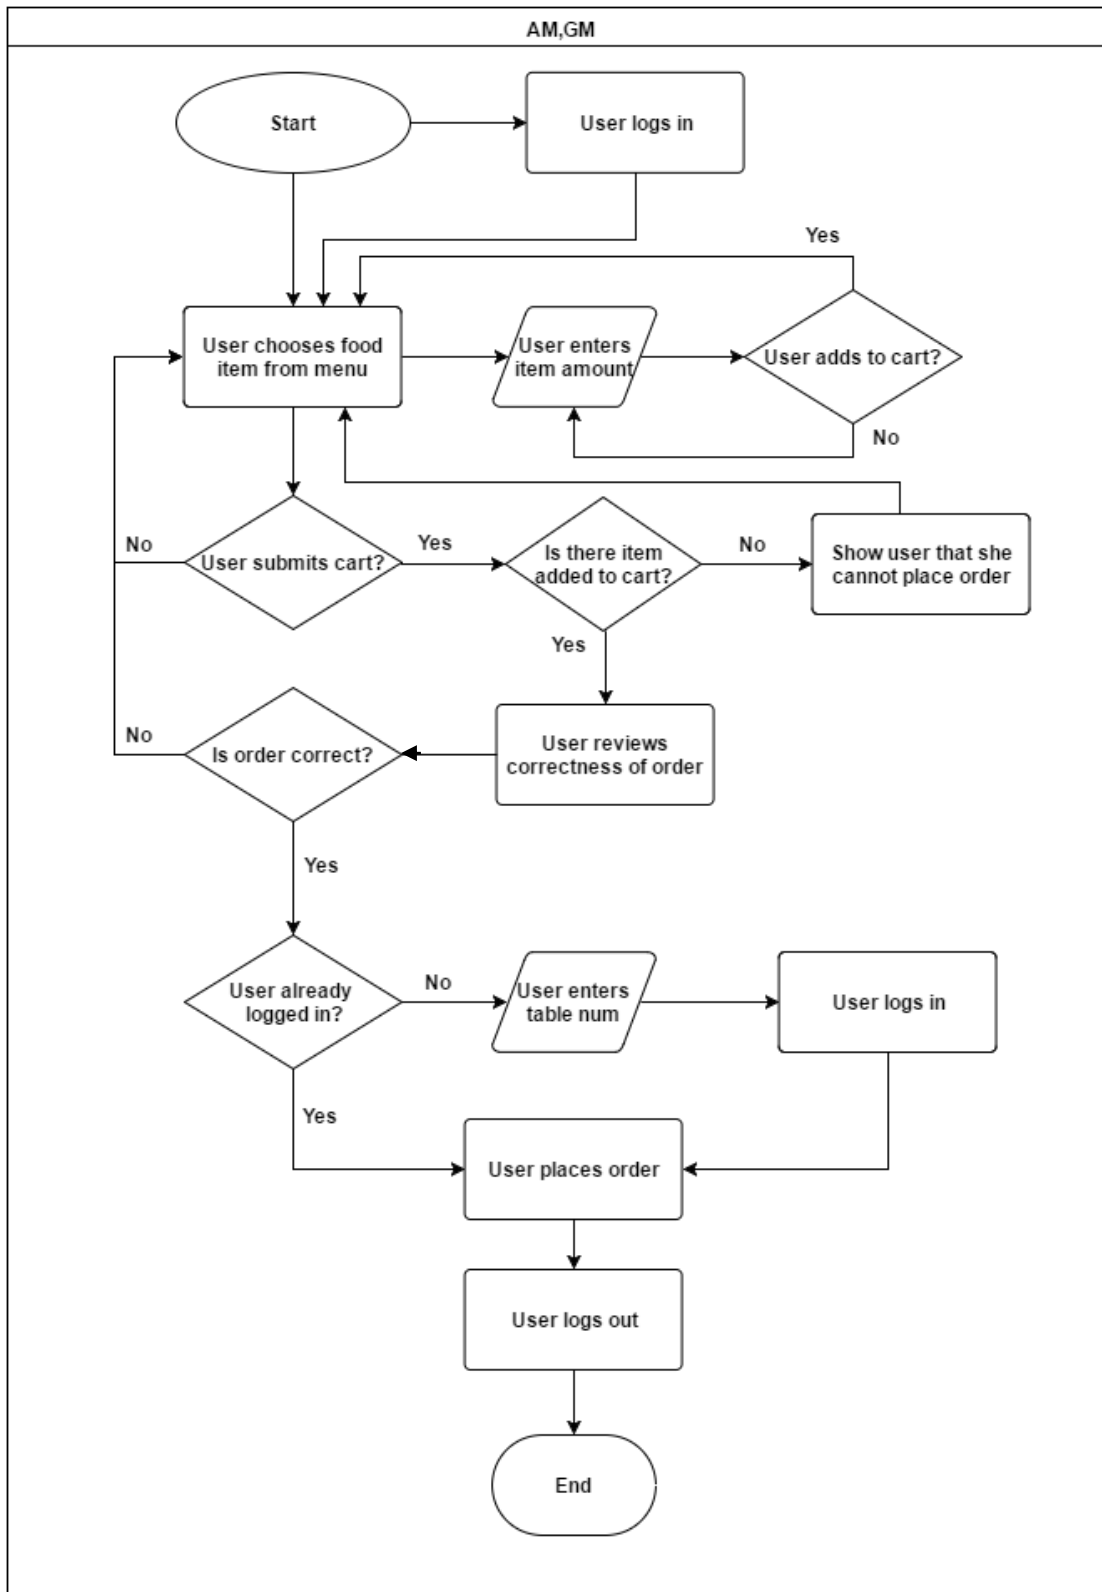 AM,GM
Start
User logs in
Yes
User chooses food
item from menu
User enters
item amount
User adds to cart?
No
No
User submits cart?
Yes
Is there item
added to cart?
No
Show user that she
cannot place order
Yes
No
Is order correct?
User reviews
correctness of order
Yes
User already
logged in?
No
User enters
table num
User logs in
Yes
User places order
User logs out
End